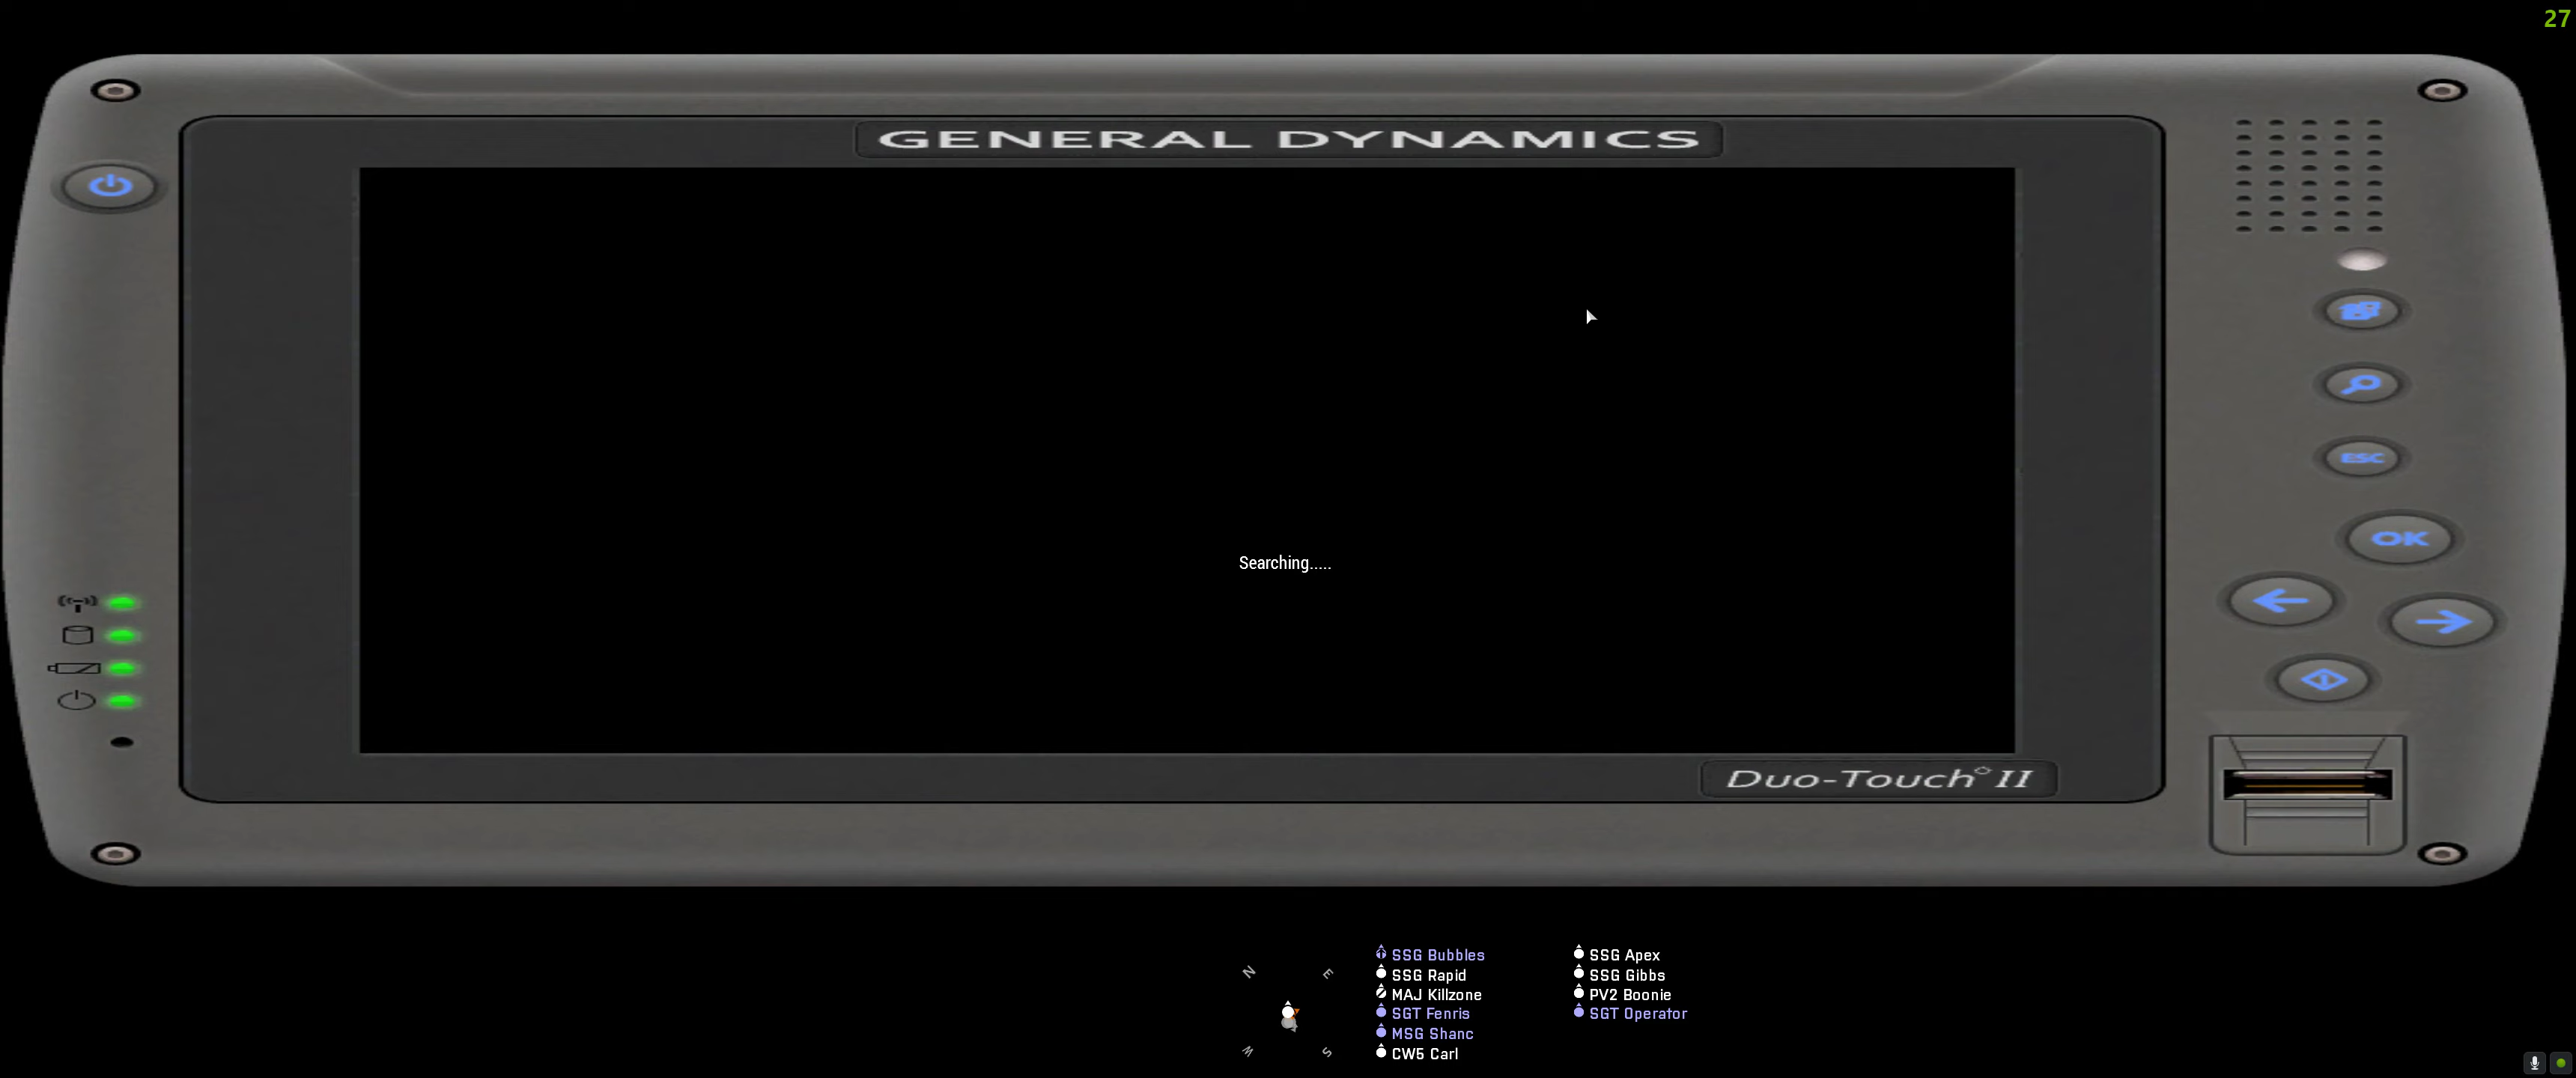 27
GENERAL DYNAMICS
ESC
OK
Searching.....
Duo-Touch II
N E
W S
SSG Bubbles
SSG Rapid
MAJ Killzone
SGT Fenris
MSG Shanc
CW5 Carl
SSG Apex
SSG Gibbs
PV2 Boonie
SGT Operator